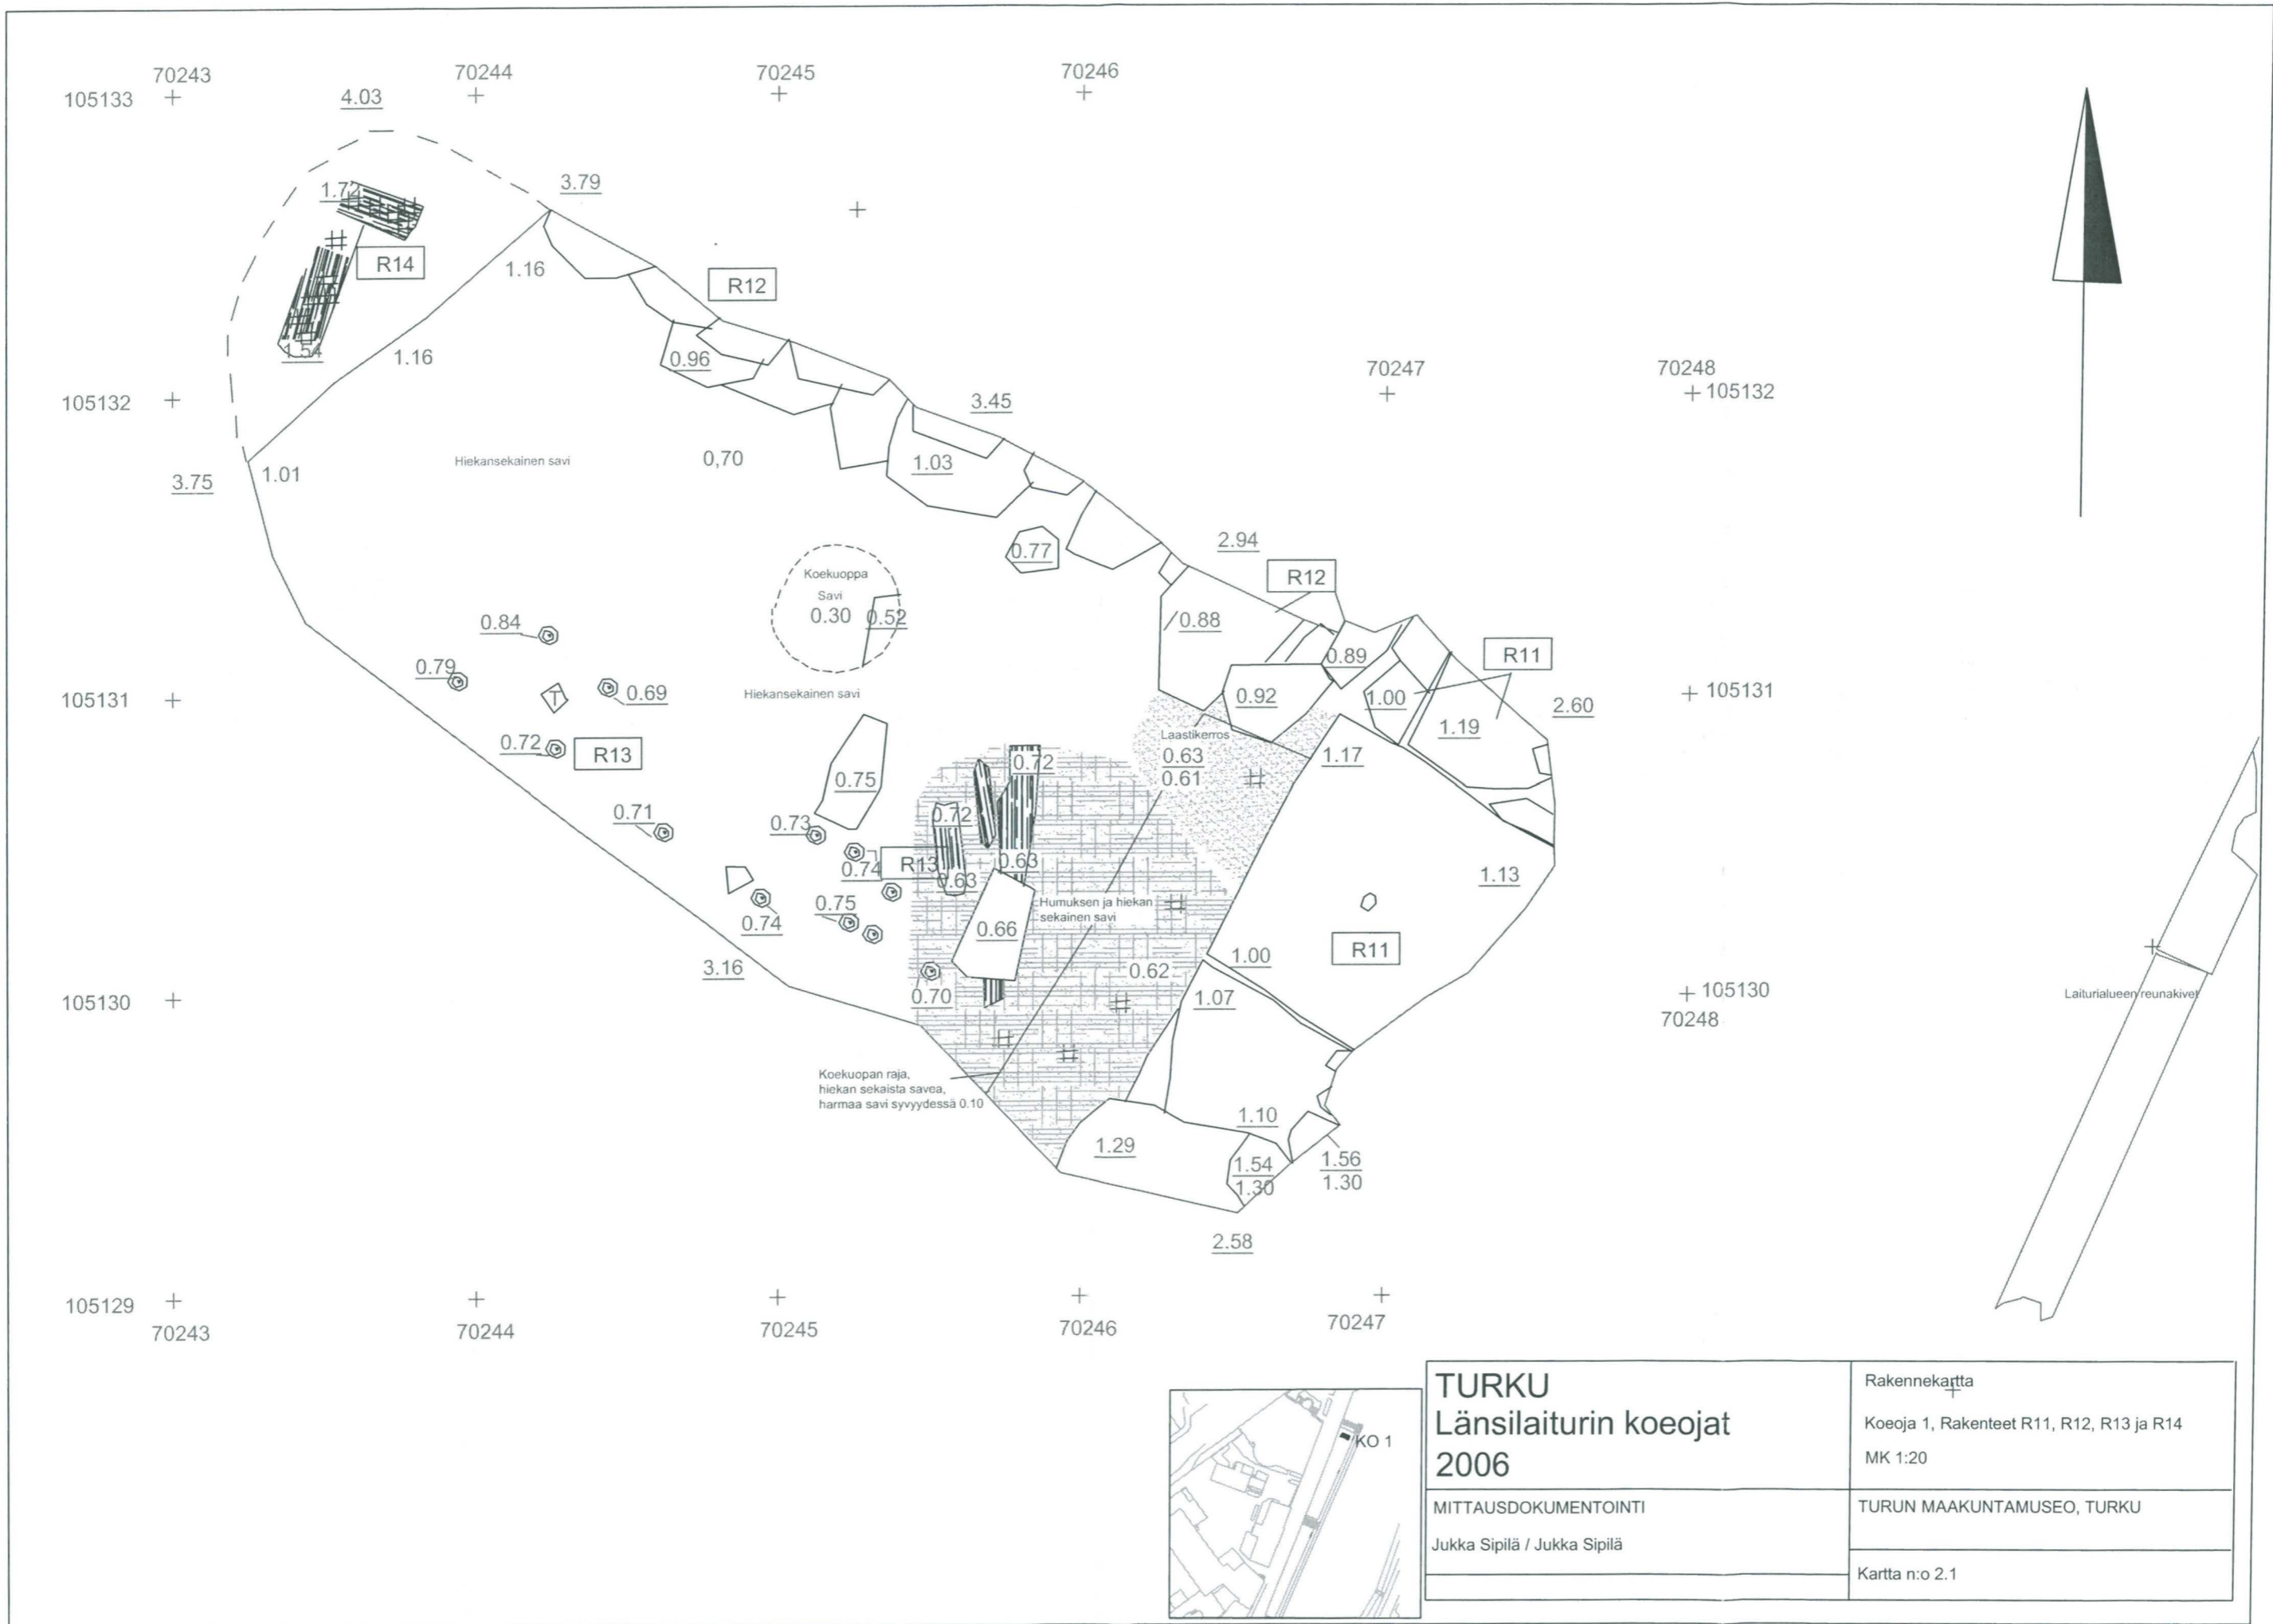 70243
70244
70245
70246
105133
4.03
3.79
1.72
R14
1.16
R12
1.54
1.16
0.96
70247
70248
105132
105132
3.45
Hiekansekainen savi
0,70
1.03
1.01
3.75
2.94
0.77
R12
Koekuoppa
Savi
0.30
0.52
0.84
0.88
0.89
R11
0.79
0.69
Hiekansekainen savi
0.92
1.00
105131
105131
2.60
1.19
Laastikerros
0.63
0.61
1.17
0.72
R13
0.72
0.75
0.72
0.71
0.73
0.74
R13
0.63
0.63
1.13
0.74
0.75
Humuksen ja hiekan
sekainen savi
0.66
R11
1.00
0.62
3.16
0.70
1.07
105130
105130
70248
Laiturialueen reunakivet
Koekuopan raja,
hiekan sekaista savea,
harmaa savi syvyydessä 0.10
1.10
1.29
1.54
1.30
1.56
1.30
2.58
105129
70243
70244
70245
70246
70247
KO 1
TURKU
Länsilaiturin koeojat
2006
MITTAUSDOKUMENTOINTI
Jukka Sipilä / Jukka Sipilä
Rakennekartta
Koeoja 1, Rakenteet R11, R12, R13 ja R14
MK 1:20
TURUN MAAKUNTAMUSEO, TURKU
Kartta n:o 2.1